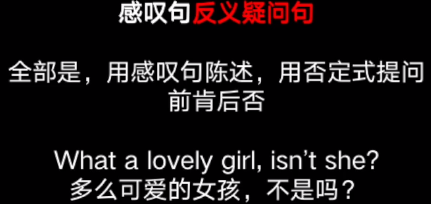 感叹句反义疑问句
全部是，用感叹句陈述，用否定式提问
前肯后否
What a lovely girl, isn't she?
多么可爱的女孩，不是吗？